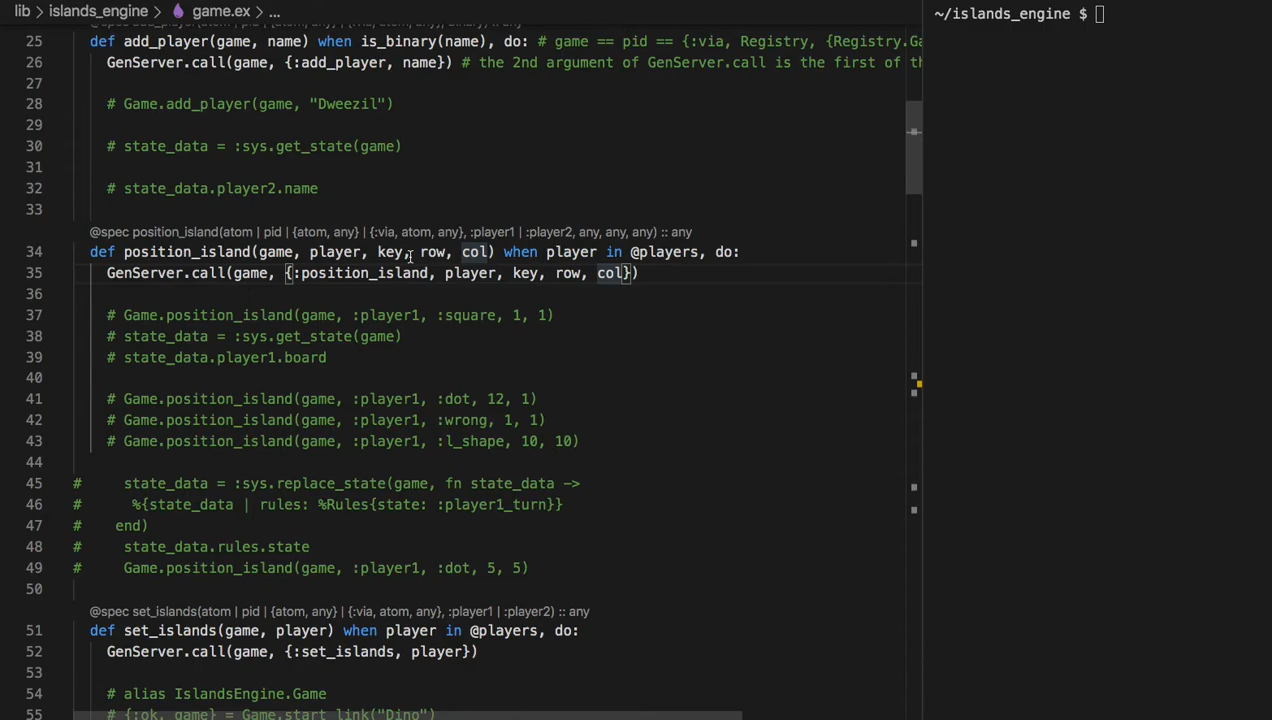 lib > islands_engine > game.ex > ...
~/islands_engine $
25 def add_player(game, name) when is_binary(name), do: # game == pid == {:via, Registry, {Registry.Ga
26 GenServer.call(game, {:add_player, name}) # the 2nd argument of GenServer.call is the first of th
27
28 # Game.add_player(game, "Dweezil")
29
30 # state_data = :sys.get_state(game)
31
32 # state_data.player2.name
33
@spec position_island(atom | pid | {atom, any} | {:via, atom, any}, :player1 | :player2, any, any, any) :: any
34 def position_island(game, player, key, row, col) when player in @players, do:
35 GenServer.call(game, {:position_island, player, key, row, col})
36
37 # Game.position_island(game, :player1, :square, 1, 1)
38 # state_data = :sys.get_state(game)
39 # state_data.player1.board
40
41 # Game.position_island(game, :player1, :dot, 12, 1)
42 # Game.position_island(game, :player1, :wrong, 1, 1)
43 # Game.position_island(game, :player1, :l_shape, 10, 10)
44
45 # state_data = :sys.replace_state(game, fn state_data ->
46 # %{state_data | rules: %Rules{state: :player1_turn}}
47 # end)
48 # state_data.rules.state
49 # Game.position_island(game, :player1, :dot, 5, 5)
50
@spec set_islands(atom | pid | {atom, any} | {:via, atom, any}, :player1 | :player2) :: any
51 def set_islands(game, player) when player in @players, do:
52 GenServer.call(game, {:set_islands, player})
53
54 # alias IslandsEngine.Game
55 # {:ok, game} = Game.start_link("Dino")